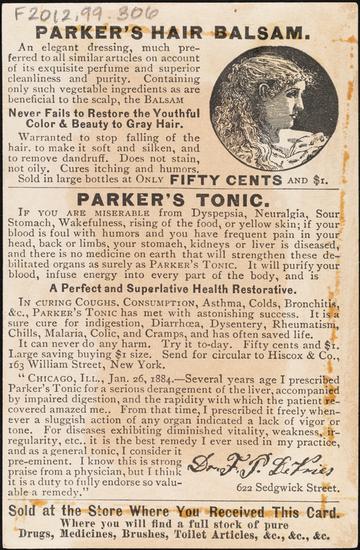 F2012.99.306
PARKER'S HAIR BALSAM.
An elegant dressing, much pre-
ferred to all similar articles on account
of its exquisite perfume and superior
cleanliness and purity. Containing
only such vegetable ingredients as are
beneficial to the scalp, the BALSAM
Never Fails to Restore the Youthful
Color & Beauty to Gray Hair.
Warranted to stop falling of the
hair. to make it soft and silken, and
to remove dandruff. Does not stain,
not oily. Cures itching and humors.
Sold in large bottles at ONLY FIFTY CENTS AND $1.
PARKER'S TONIC.
IF YOU ARE MISERABLE from Dyspepsia, Neuralgia, Sour
Stomach, Wakefulness, rising of the food, or yellow skin; if your
blood is foul with humors and you have frequent pain in your
head, back or limbs, your stomach, kidneys or liver is diseased,
and there is no medicine on earth that will strengthen these de-
bilitated organs so surely as PARKER'S TONIC. It will purify your
blood, infuse energy into every part of the body, and is
A Perfect and Superlative Health Restorative.
IN CURING COUGHS, CONSUMPTION, Asthma, Colds, Bronchitis,
&c., PARKER'S TONIC has met with astonishing success. It is a
sure cure for indigestion, Diarrhœa, Dysentery, Rheumatism,
Chills, Malaria, Colic, and Cramps, and has often saved life.
It can never do any harm. Try it to-day. Fifty cents and $1.
Large saving buying $1 size. Send for circular to Hiscox & Co.,
163 William Street, New York.
"CHICAGO, ILL., JAN. 26, 1884.—Several years ago I prescribed
Parker's Tonic for a serious derangement of the liver, accompanied
by impaired digestion, and the rapidity with which the patient re-
covered amazed me.. From that time, I prescribed it freely when-
ever a sluggish action of any organ indicated a lack of vigor or
tone. For diseases exhibiting diminished vitality, weakness, ir-
regularity, etc.. it is the best remedy I ever used in my practice,
and as a general tonic, I consider it
pre-eminent. I know this is strong
praise from a physician, but I think
it is a duty to fully endorse so valu-
able a remedy."
Dr. F. P. DeVries
622 Sedgwick Street.
Sold at the Store Where You Received This Card.
Where you will find a full stock of pure
Drugs, Medicines, Brushes, Toilet Articles, &c., &c., &c.